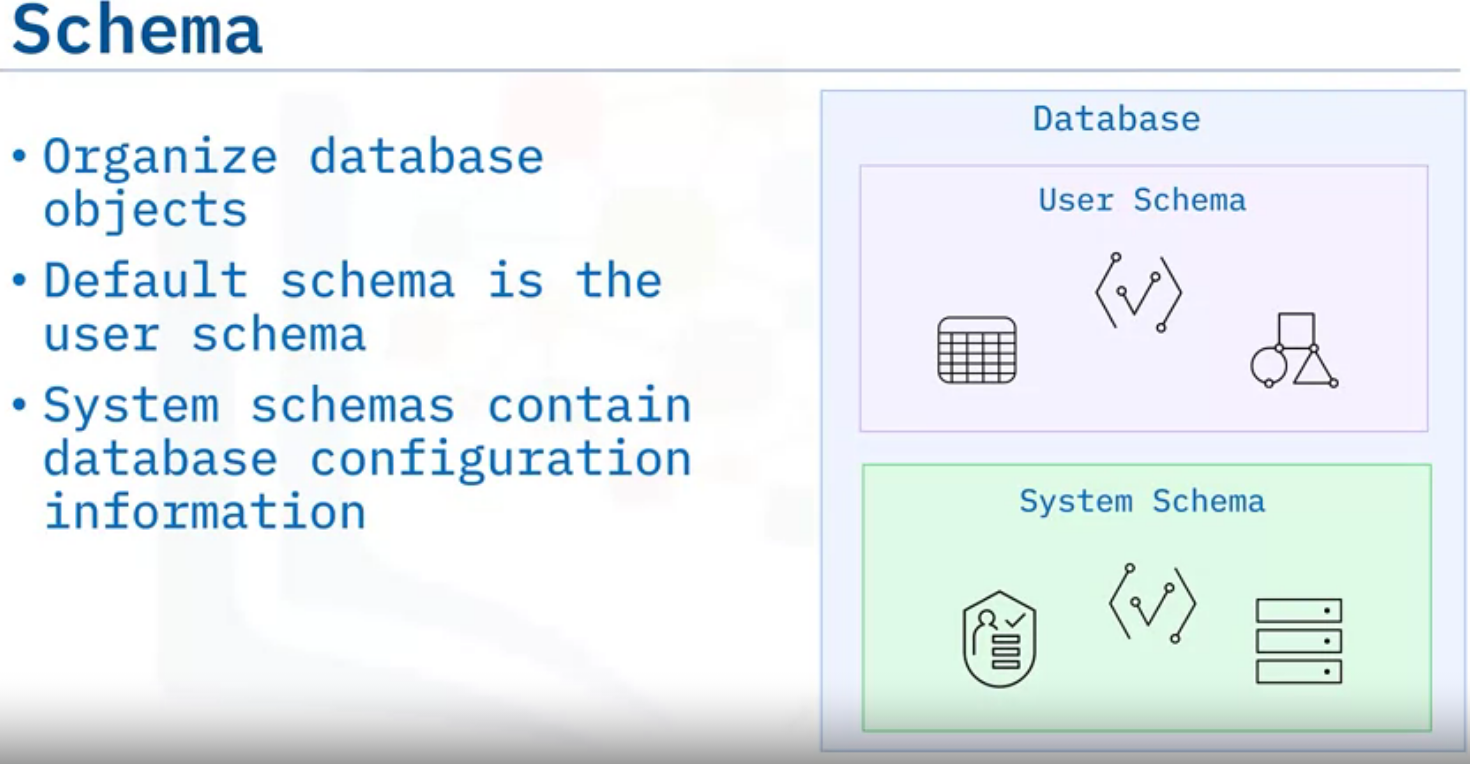 Schema
• Organize database
objects
• Default schema is the
user schema
• System schemas contain
database configuration
information
Database
User Schema
System Schema